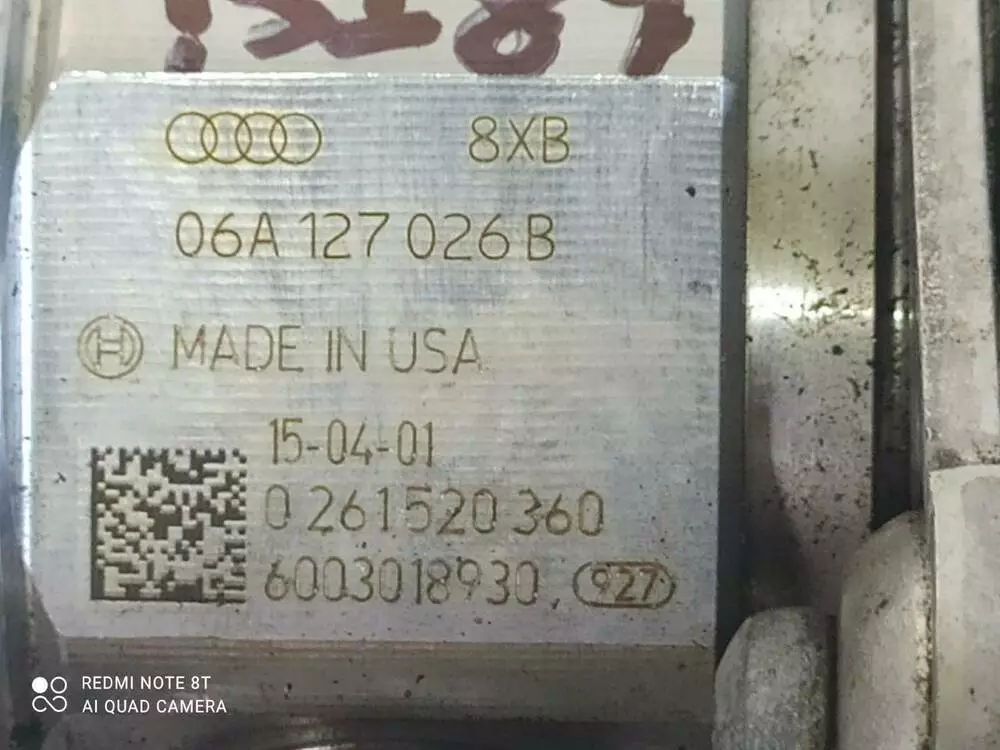 8XB
06A 127 026 B
MADE IN USA
15-04-01
0 261 520 360
6003018930. 927
REDMI NOTE 8T
AI QUAD CAMERA